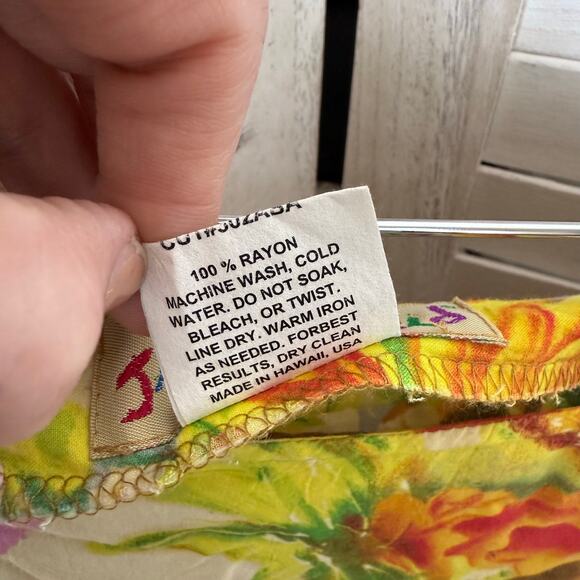 100 % RAYON
MACHINE WASH, COLD
WATER. DO NOT SOAK,
BLEACH, OR TWIST.
LINE DRY. WARM IRON
AS NEEDED. FORBEST
RESULTS, DRY CLEAN
MADE IN HAWAII. USA